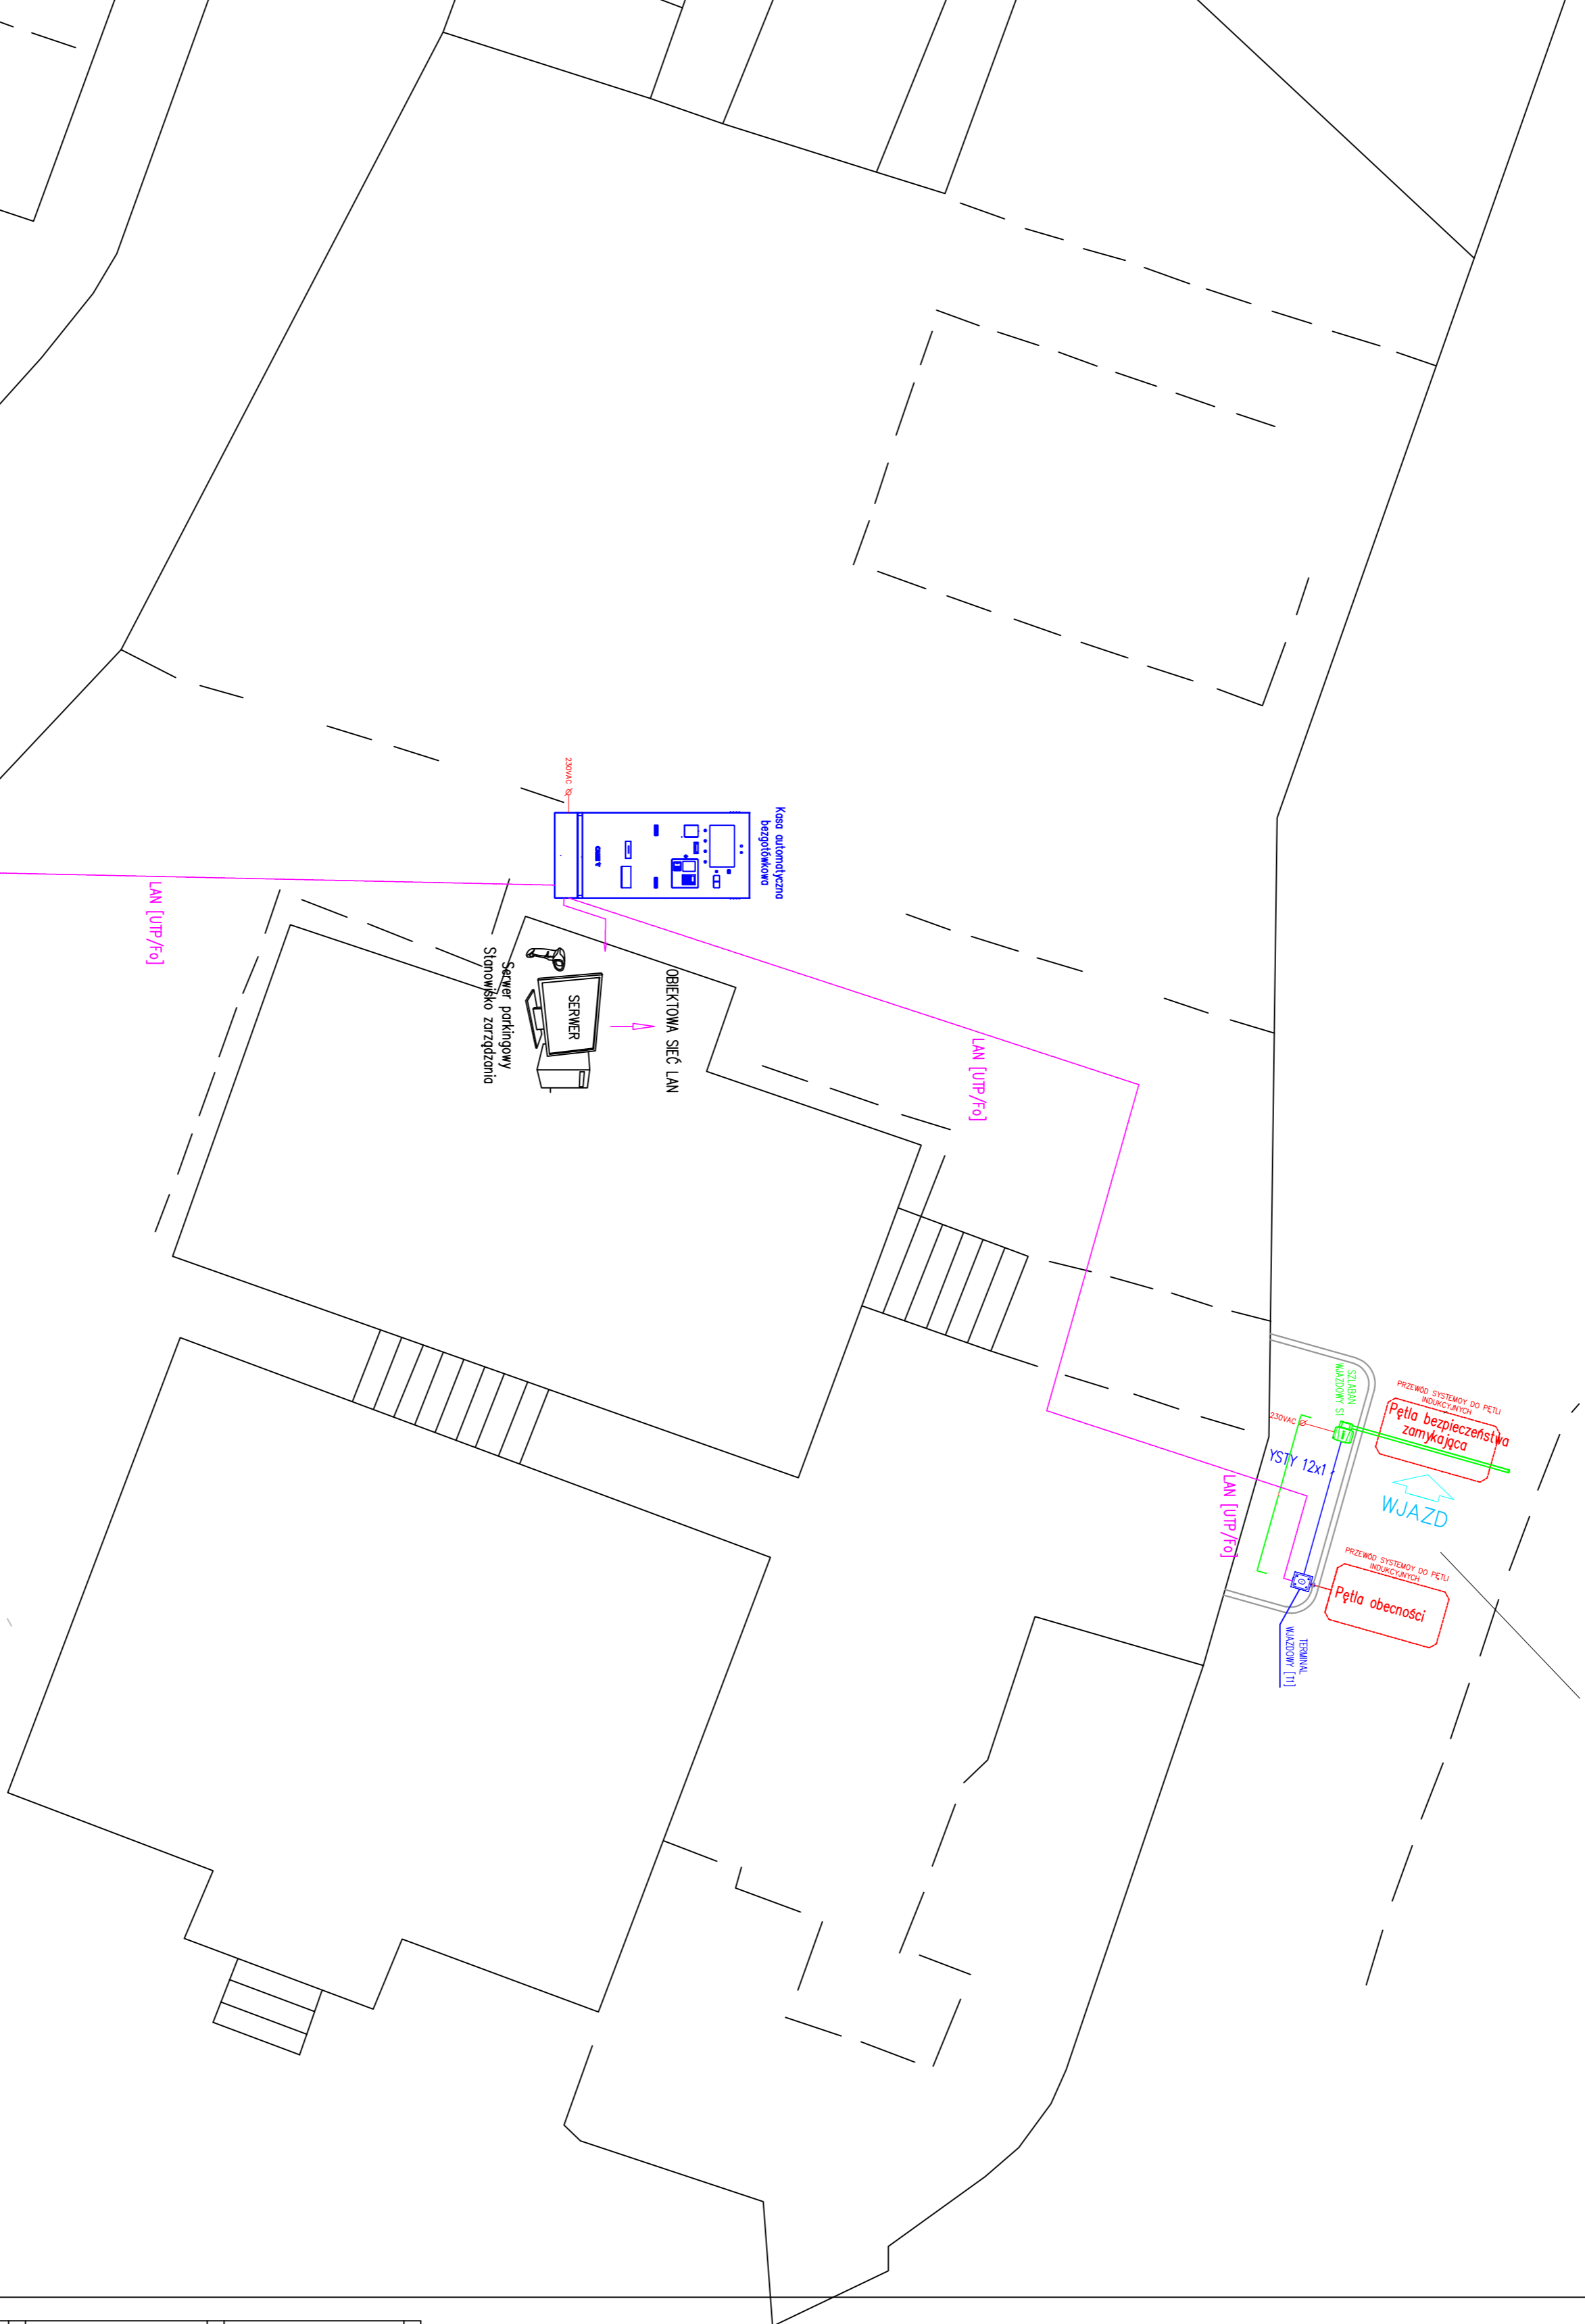 230VAC
Kasa automatyczna
bezgotówkowa
LAN [UTP/Fo]
OBIEKTOWA SIEĆ LAN
SERWER
Serwer parkingowy
Stanowisko zarządzania
LAN [UTP/Fo]
SZLABAN
WJAZDOWY S1
PRZEWÓD SYSTEMOY DO PĘTLI
INDUKCYJNYCH
Pętla bezpieczeństwa
zamykająca
230VAC
YSTY 12x1
WJAZD
LAN [UTP/Fo]
PRZEWÓD SYSTEMOY DO PĘTLI
INDUKCYJNYCH
Pętla obecności
TERMINAL
WJAZDOWY [T1]